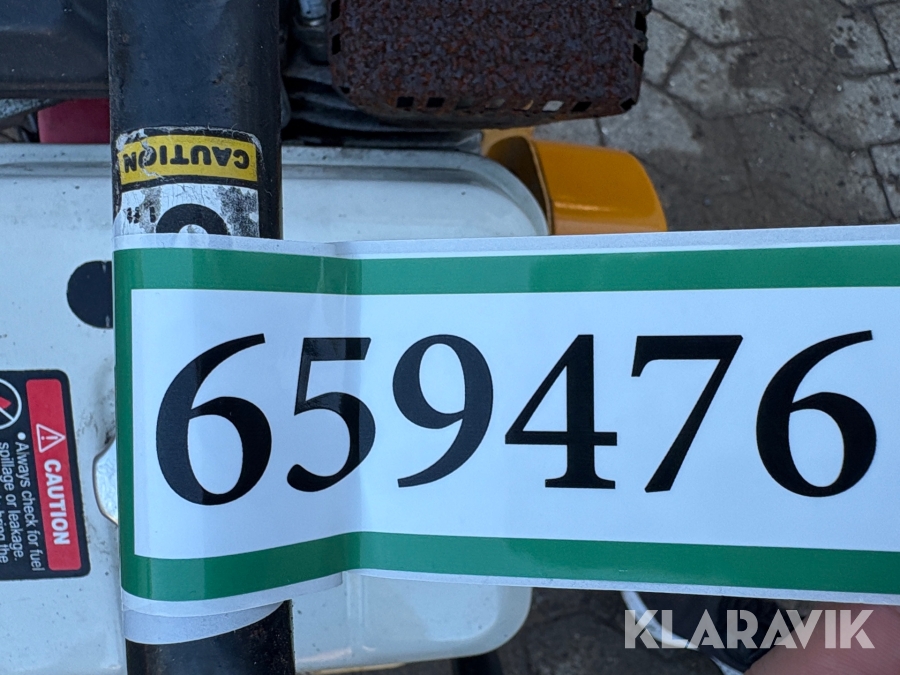 CAUTION
659476
CAUTION
• Always check for fuel
spillage or leakage.
KLARAVIK